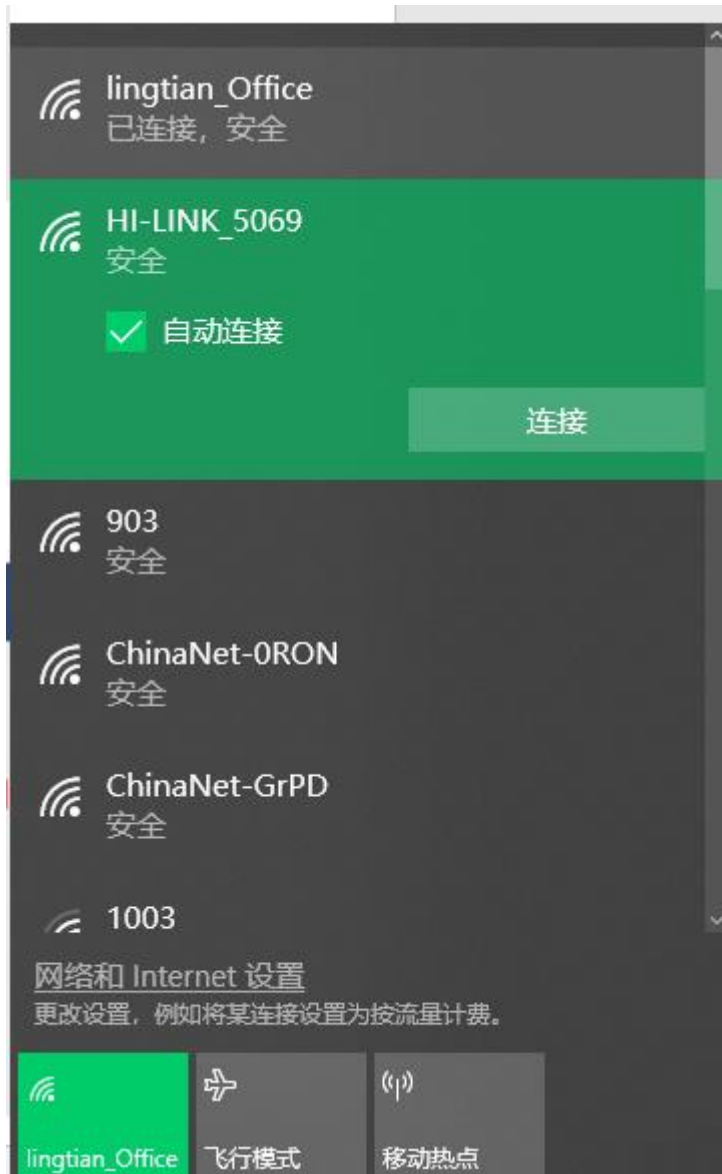 lingtian_Office
已连接，安全
HI-LINK_5069
安全
自动连接
连接
903
安全
ChinaNet-0RON
安全
ChinaNet-GrPD
安全
1003
网络和 Internet 设置
更改设置，例如将某连接设置为按流量计费。
lingtian_Office 飞行模式 移动热点